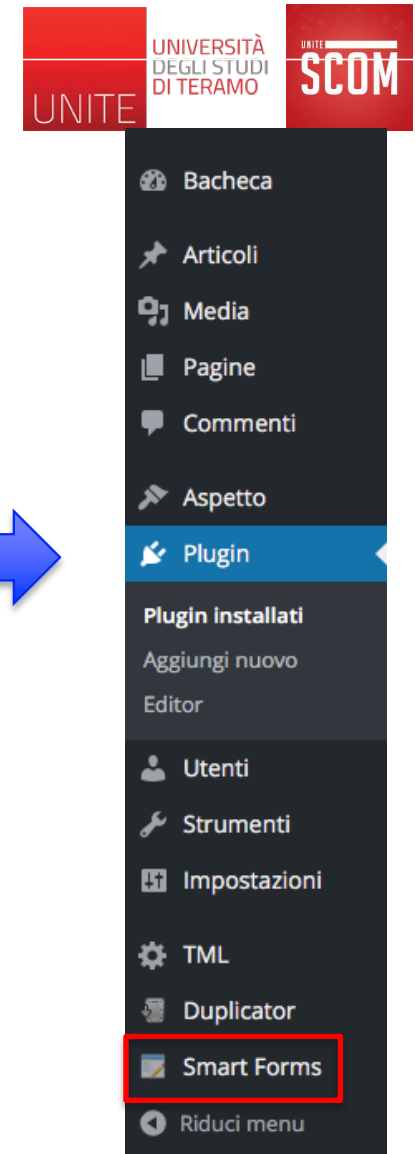 UNITE
UNIVERSITÀ
DEGLI STUDI
DI TERAMO
UNITE
SCOM
Bacheca
Articoli
Media
Pagine
Commenti
Aspetto
Plugin
Plugin installati
Aggiungi nuovo
Editor
Utenti
Strumenti
Impostazioni
TML
Duplicator
Smart Forms
Riduci menu